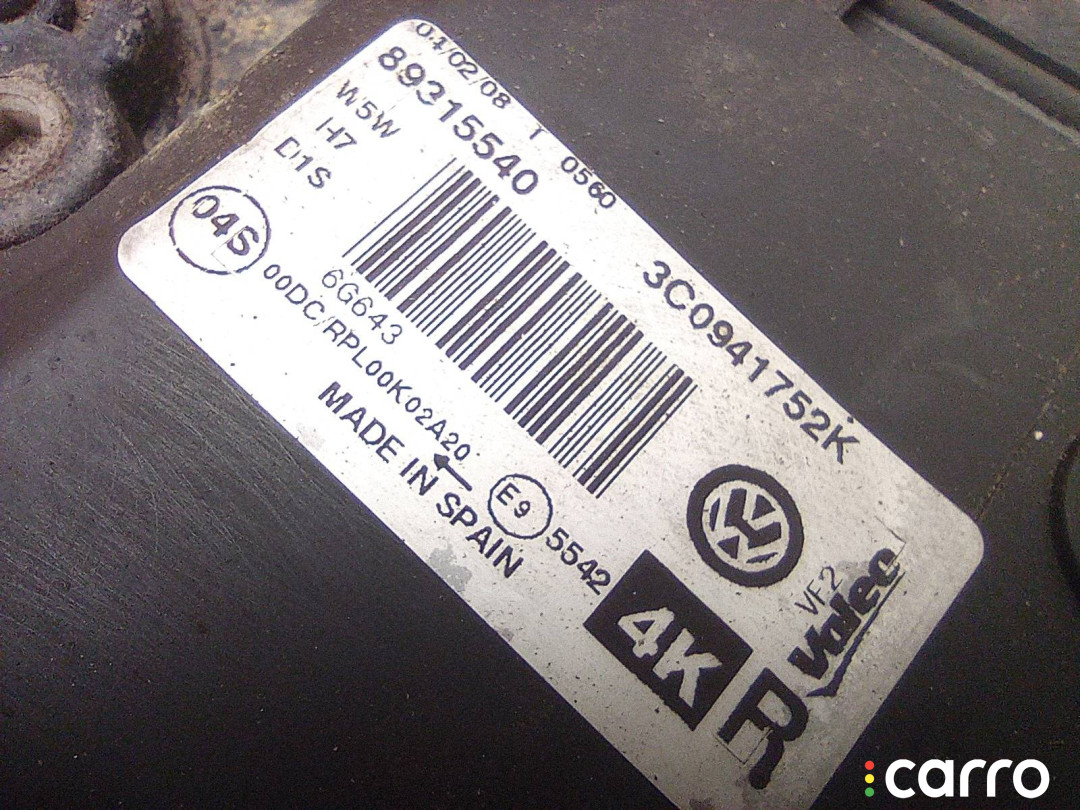 04/02/08 T 0560
89315540 3C0941752K
W5W
H7
D1S
04S
6G643
00DC/RPL00K02A20
E9 5542
MADE IN SPAIN
VF2
Valeo
4K R
carro